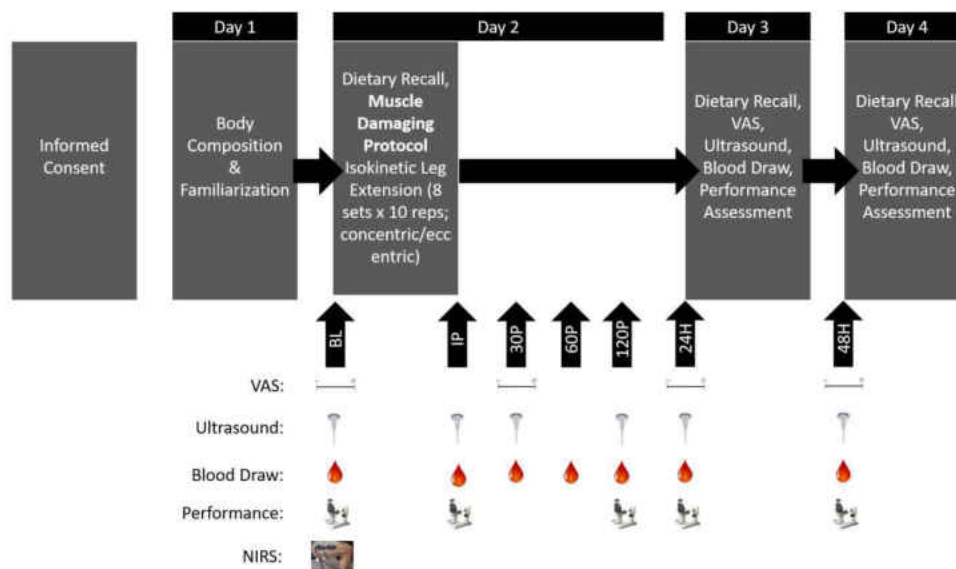 Day 1
Day 2
Day 3
Day 4
Informed
Consent
Body
Composition
&
Familiarization
Dietary Recall,
Muscle
Damaging
Protocol
Isokinetic Leg
Extension (8
sets x 10 reps;
concentric/ecc
entric)
Dietary Recall,
VAS,
Ultrasound,
Blood Draw,
Performance
Assessment
Dietary Recall,
VAS,
Ultrasound,
Blood Draw,
Performance
Assessment
BL
IP
30P
60P
120P
24H
48H
VAS:
Ultrasound:
Blood Draw:
Performance:
NIRS: